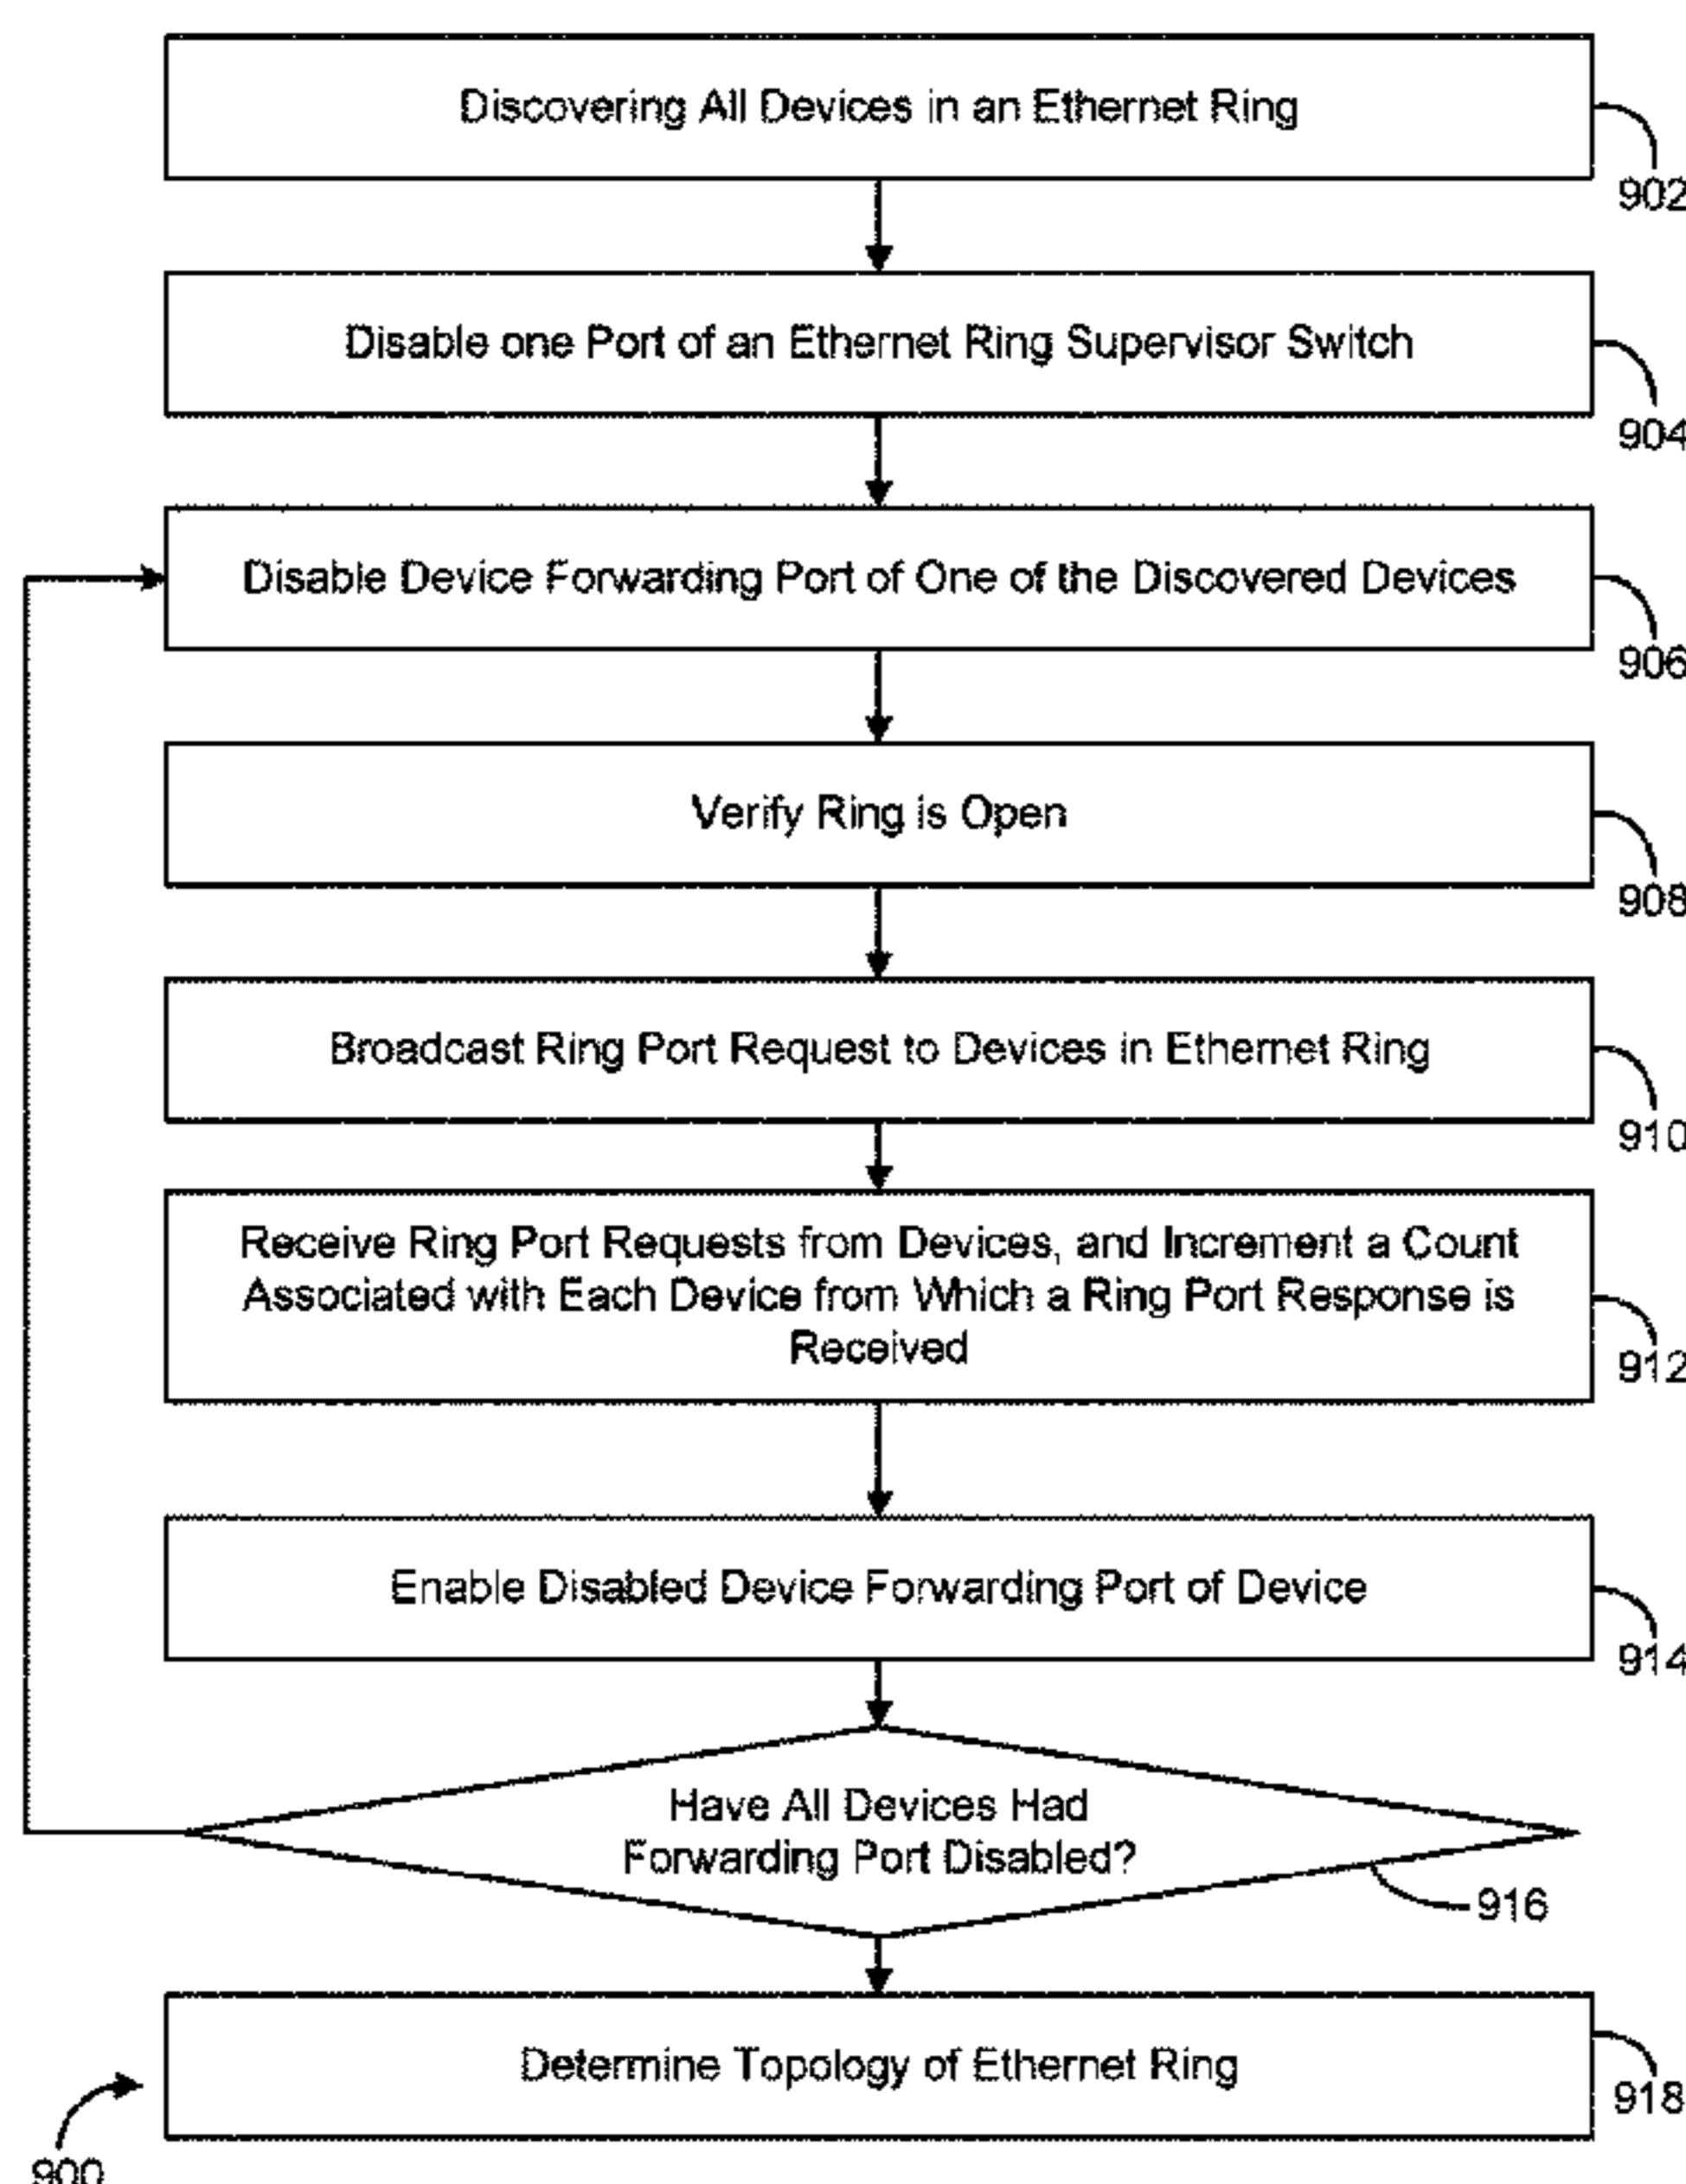 Discovering All Devices in an Ethernet Ring
902
Disable one Port of an Ethernet Ring Supervisor Switch
904
Disable Device Forwarding Port of One of the Discovered Devices
906
Verify Ring is Open
908
Broadcast Ring Port Request to Devices in Ethernet Ring
910
Receive Ring Port Requests from Devices, and Increment a Count
Associated with Each Device from Which a Ring Port Response is
Received
912
Enable Disabled Device Forwarding Port of Device
914
Have All Devices Had
Forwarding Port Disabled?
916
Determine Topology of Ethernet Ring
918
900